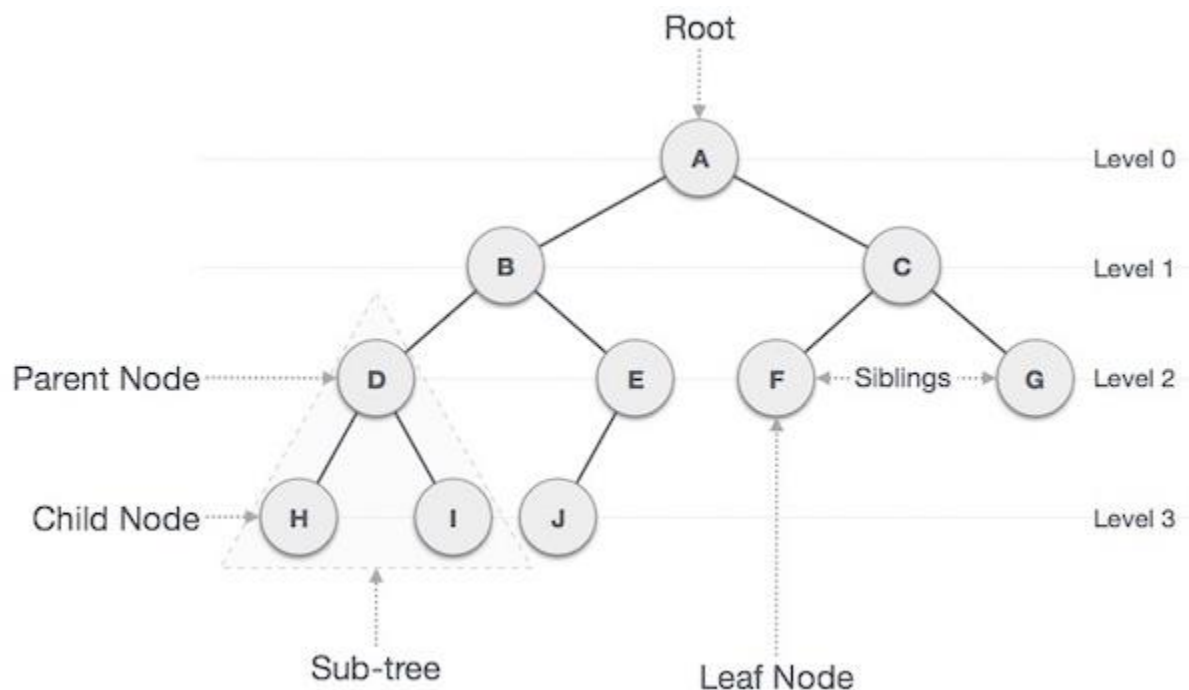 Root
A
Level 0
B
C
Level 1
Parent Node
D
E
F
Siblings
G
Level 2
Child Node
H
I
J
Level 3
Sub-tree
Leaf Node